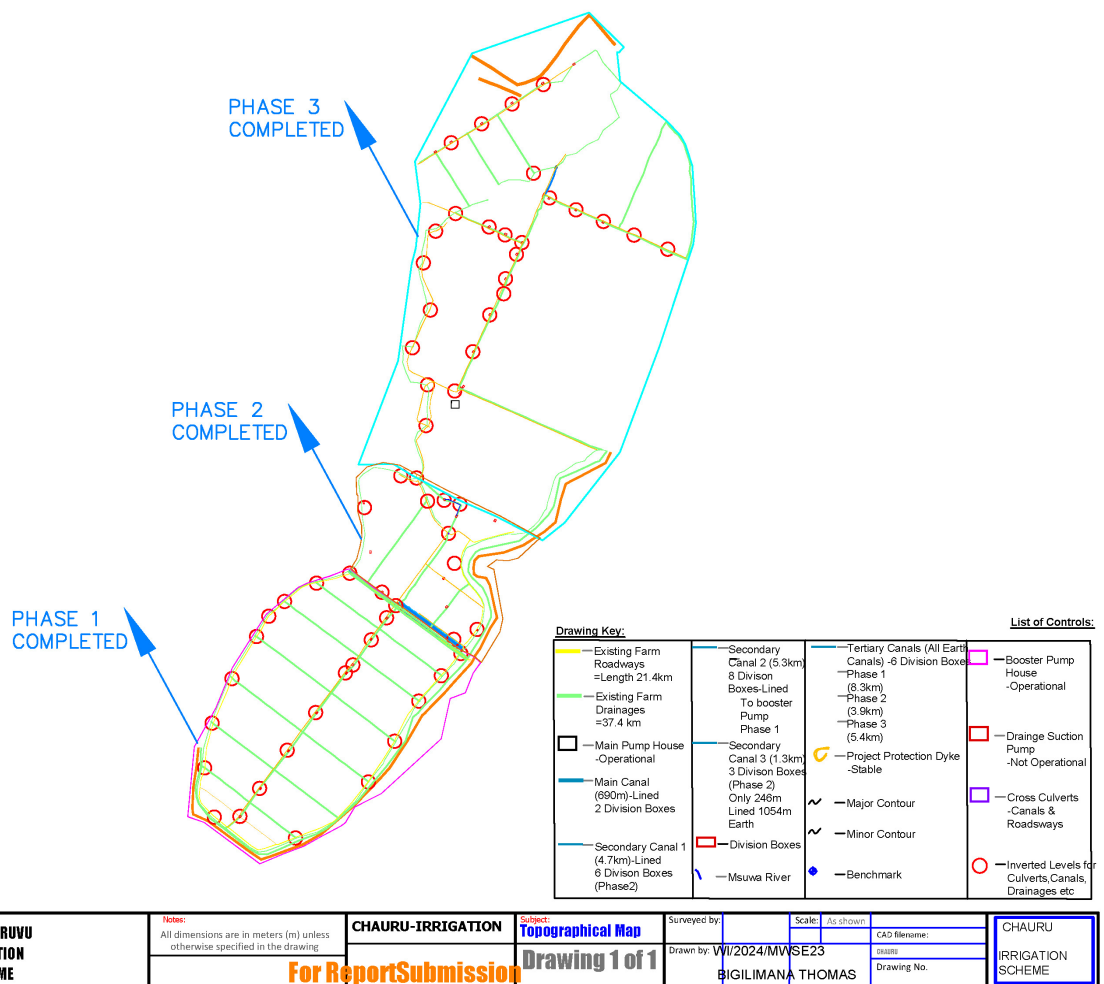 PHASE 3
COMPLETED
PHASE 2
COMPLETED
PHASE 1
COMPLETED
List of Controls:
Drawing Key:
Existing Farm
Roadways
=Length 21.4km
Existing Farm
Drainages
=37.4 km
Main Pump House
-Operational
Main Canal
(690m)-Lined
2 Division Boxes
Secondary Canal 1
(4.7km)-Lined
6 Divison Boxes
(Phase2)
Secondary
Canal 2 (5.3km)
8 Divison
Boxes-Lined
To booster
Pump
Phase 1
Secondary
Canal 3 (1.3km)
3 Divison Boxes
(Phase 2)
Only 246m
Lined 1054m
Earth
Division Boxes
Msuwa River
Tertiary Canals (All Earth
Canals) -6 Division Boxes
Phase 1
(8.3km)
Phase 2
(3.9km)
Phase 3
(5.4km)
Project Protection Dyke
-Stable
Major Contour
Minor Contour
Benchmark
Booster Pump
House
-Operational
Drainge Suction
Pump
-Not Operational
Cross Culverts
-Canals &
Roadsways
Inverted Levels for
Culverts,Canals,
Drainages etc
RUVU
TION
ME
Notes:
All dimensions are in meters (m) unless
otherwise specified in the drawing
For ReportSubmission
CHAURU-IRRIGATION
Subject:
Topographical Map
Drawing 1 of 1
Surveyed by:
Scale: As shown
CAD filename:
CHAURU
Drawn by: WI/2024/MWSE23
BIGILIMANA THOMAS
Drawing No.
CHAURU
IRRIGATION
SCHEME